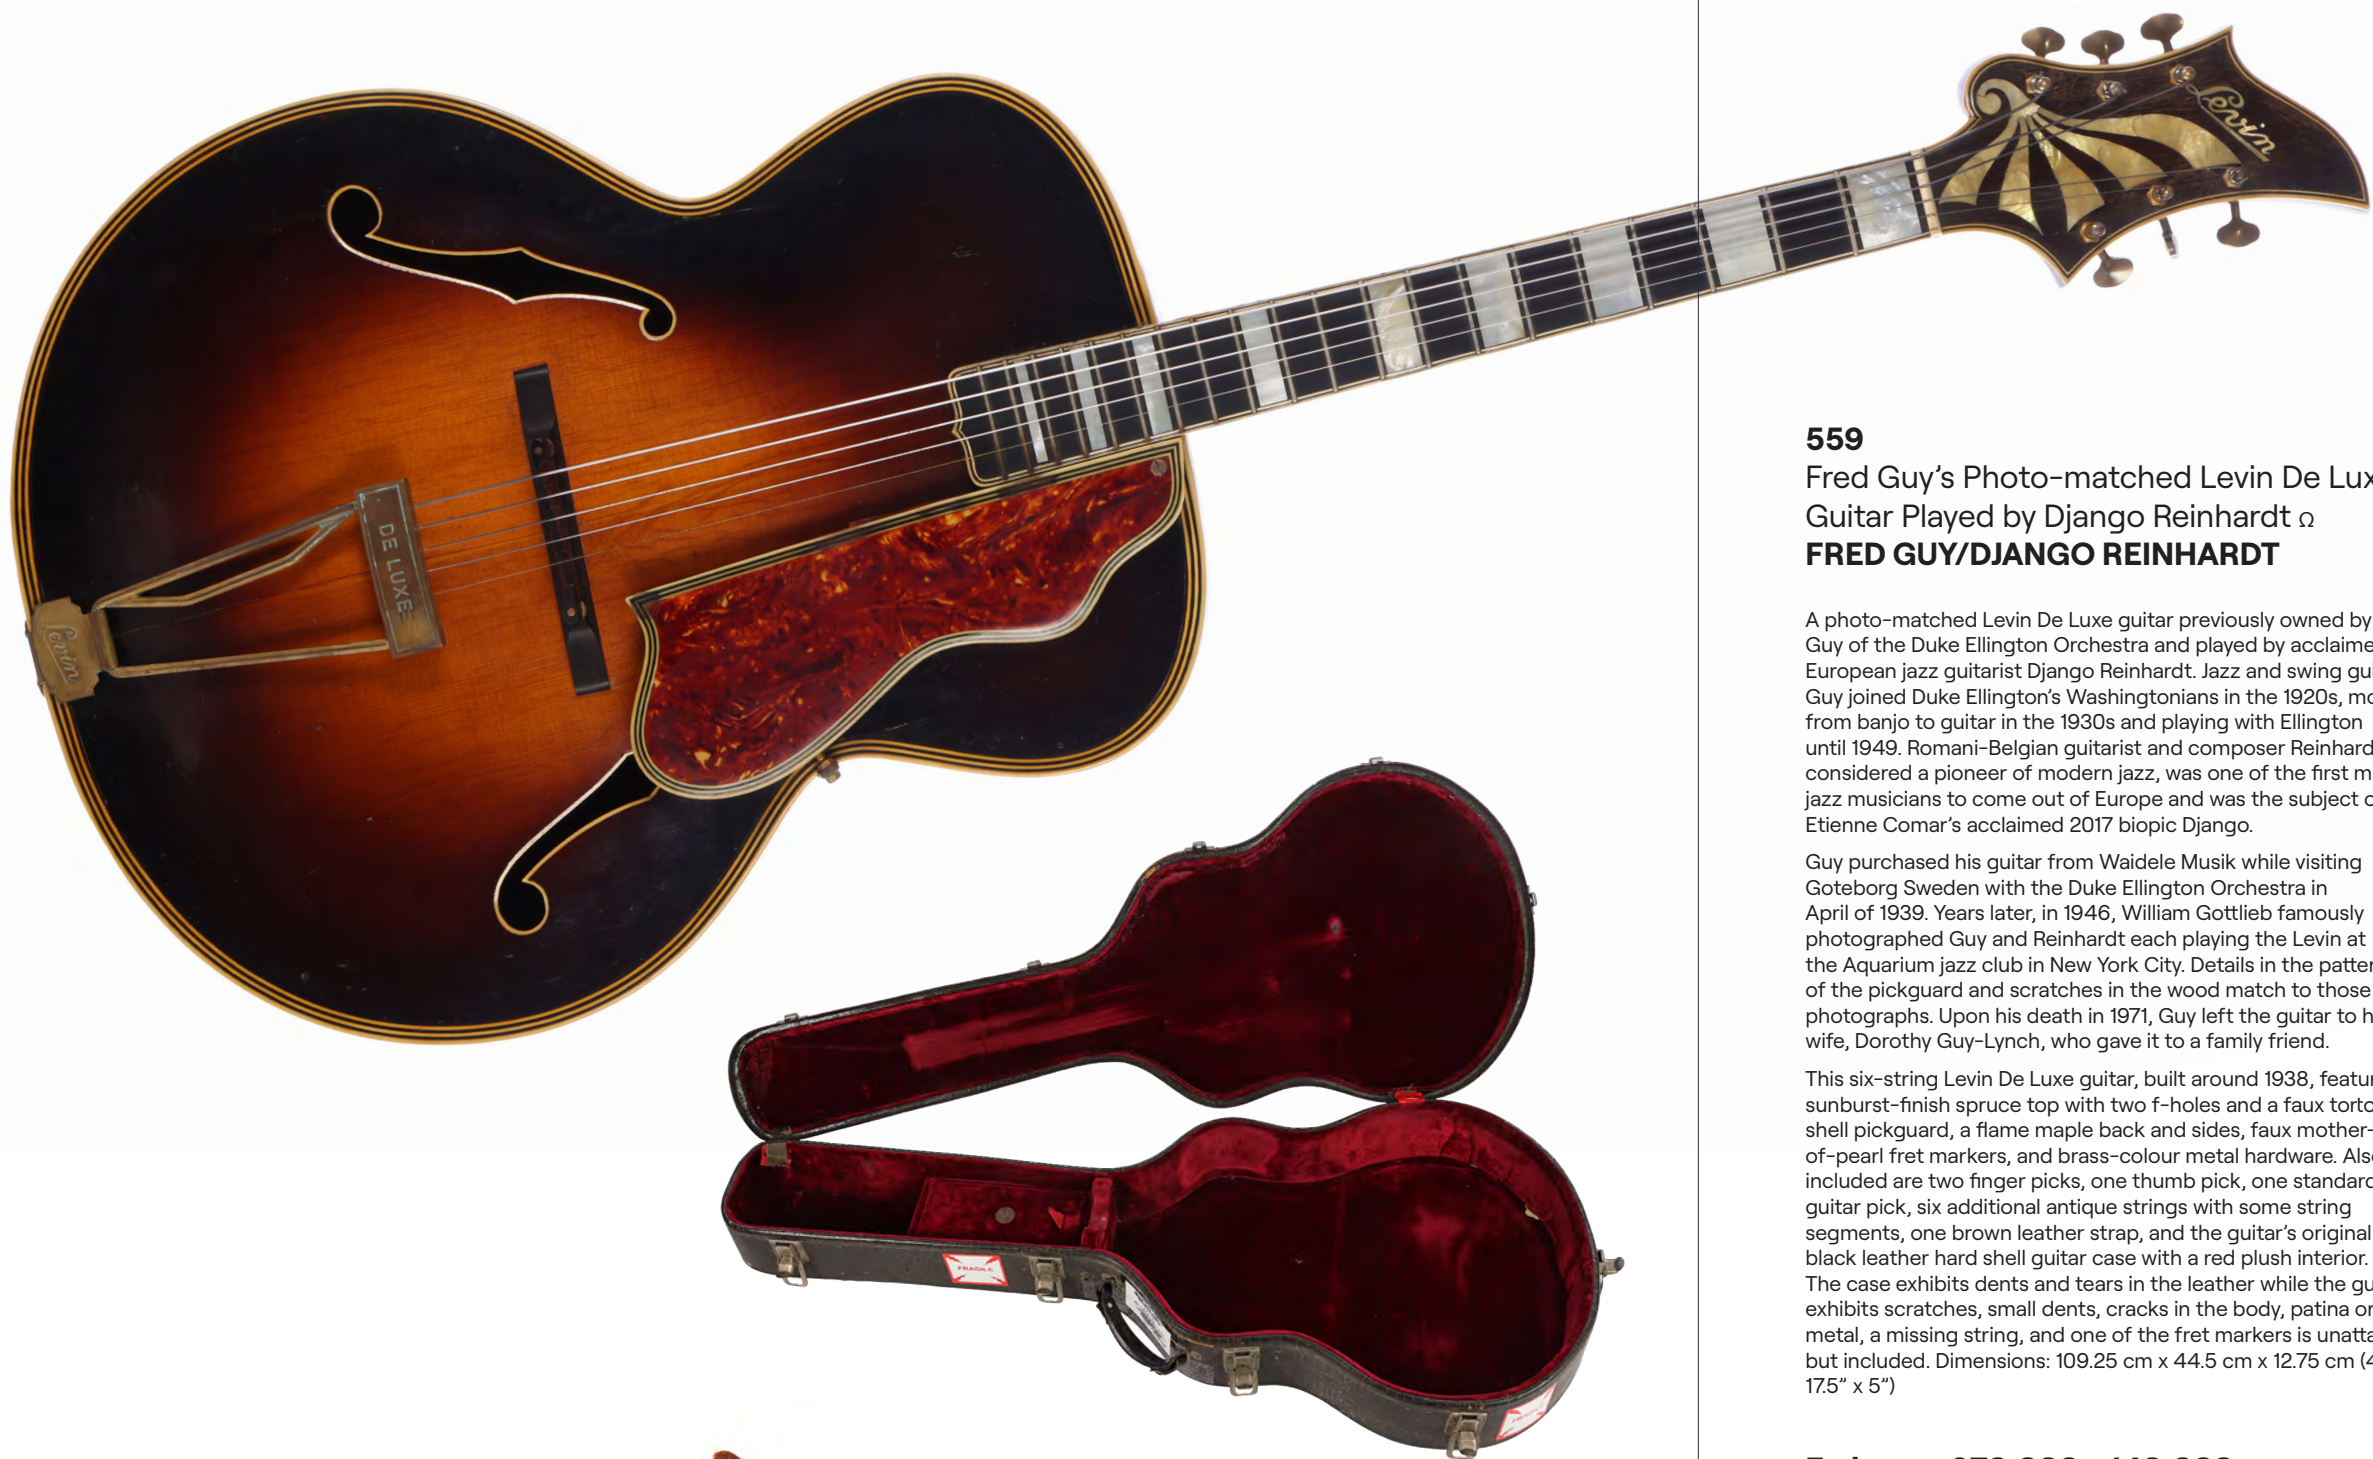 Levin
DE LUXE
Levin
FRAGILE
FRAGILE
559
Fred Guy’s Photo-matched Levin De Lux
Guitar Played by Django Reinhardt Ω
FRED GUY/DJANGO REINHARDT
A photo-matched Levin De Luxe guitar previously owned by
Guy of the Duke Ellington Orchestra and played by acclaime
European jazz guitarist Django Reinhardt. Jazz and swing gui
Guy joined Duke Ellington’s Washingtonians in the 1920s, mo
from banjo to guitar in the 1930s and playing with Ellington
until 1949. Romani-Belgian guitarist and composer Reinhard
considered a pioneer of modern jazz, was one of the first m
jazz musicians to come out of Europe and was the subject o
Etienne Comar’s acclaimed 2017 biopic Django.
Guy purchased his guitar from Waidele Musik while visiting
Goteborg Sweden with the Duke Ellington Orchestra in
April of 1939. Years later, in 1946, William Gottlieb famously
photographed Guy and Reinhardt each playing the Levin at
the Aquarium jazz club in New York City. Details in the patter
of the pickguard and scratches in the wood match to those
photographs. Upon his death in 1971, Guy left the guitar to h
wife, Dorothy Guy-Lynch, who gave it to a family friend.
This six-string Levin De Luxe guitar, built around 1938, featur
sunburst-finish spruce top with two f-holes and a faux torto
shell pickguard, a flame maple back and sides, faux mother-
of-pearl fret markers, and brass-colour metal hardware. Also
included are two finger picks, one thumb pick, one standard
guitar pick, six additional antique strings with some string
segments, one brown leather strap, and the guitar’s original
black leather hard shell guitar case with a red plush interior.
The case exhibits dents and tears in the leather while the gu
exhibits scratches, small dents, cracks in the body, patina on
metal, a missing string, and one of the fret markers is unatta
but included. Dimensions: 109.25 cm x 44.5 cm x 12.75 cm (4
17.5” x 5”)